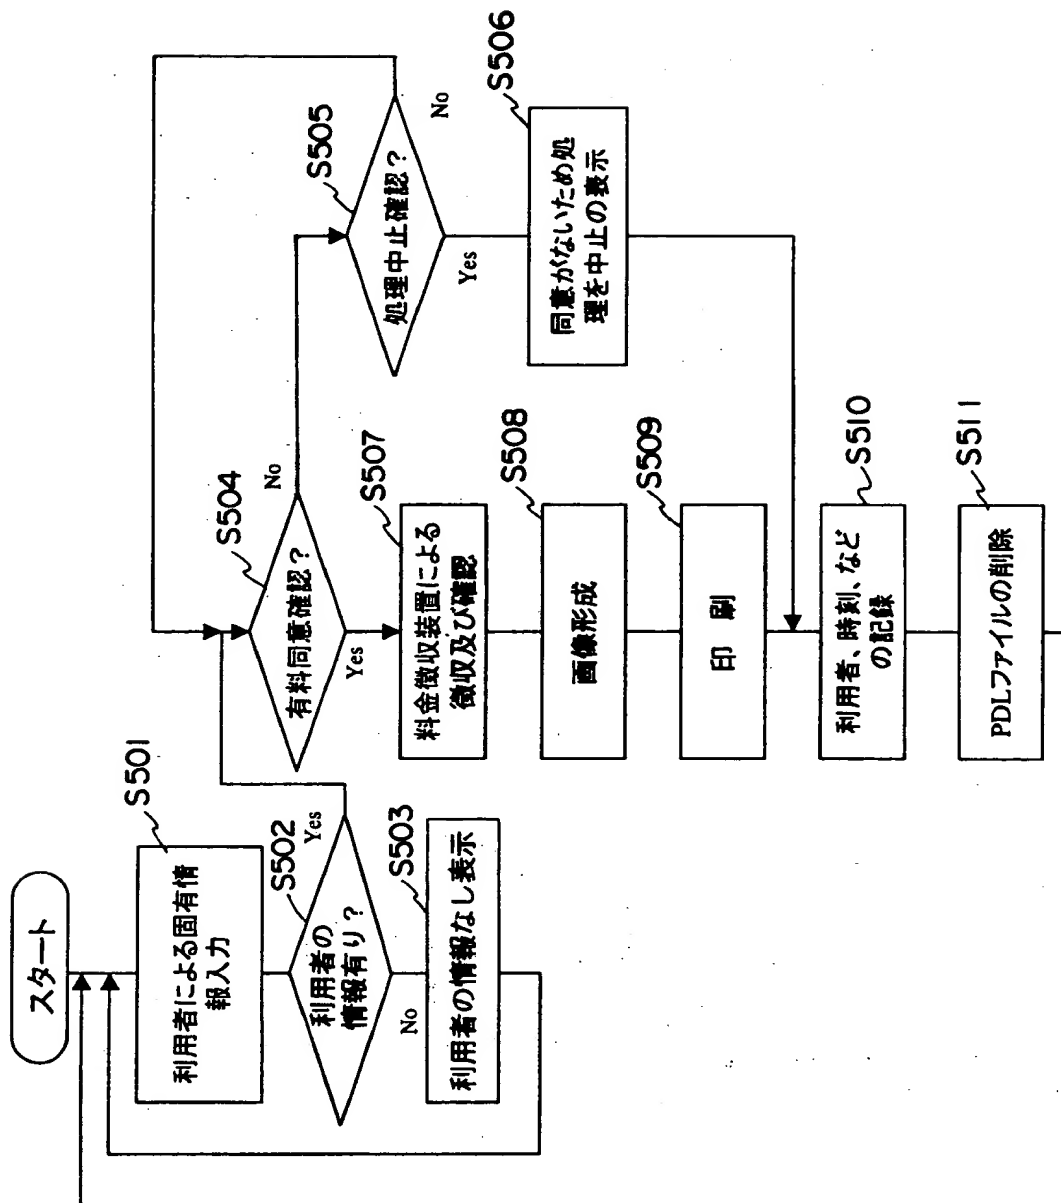 スタート
S501
利用者による固有情
報入力
S502
利用者の
情報有り？
Yes
No
S503
利用者の情報なし表示
S504
有料同意確認？
No
Yes
S505
処理中止確認？
No
Yes
S506
同意がないため処
理を中止の表示
S507
料金徴収装置による
徴収及び確認
S508
画像形成
S509
印 刷
S510
利用者、時刻、など
の記録
S511
PDLファイルの削除